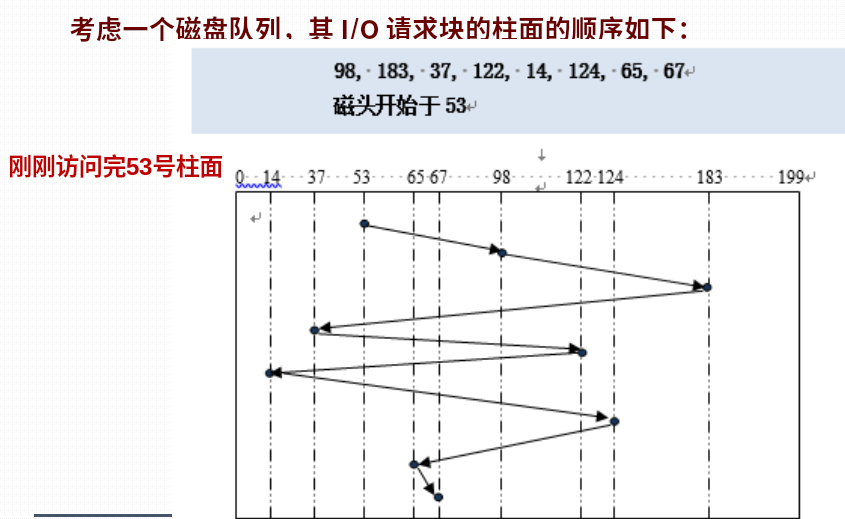 考虑一个磁盘队列，其 I/O 请求块的柱面的顺序如下：
98, 183, 37, 122, 14, 124, 65, 67
磁头开始于 53
刚刚访问完53号柱面
0 14 37 53 65 67 98 122 124 183 199